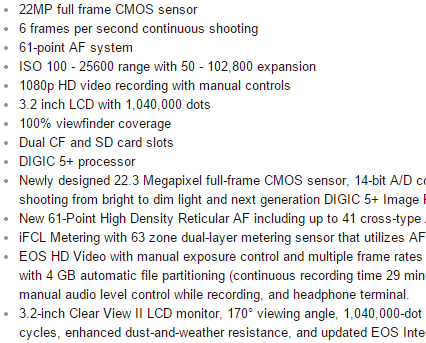 22MP full frame CMOS sensor
6 frames per second continuous shooting
61-point AF system
ISO 100 - 25600 range with 50 - 102,800 expansion
1080p HD video recording with manual controls
3.2 inch LCD with 1,040,000 dots
100% viewfinder coverage
Dual CF and SD card slots
DIGIC 5+ processor
Newly designed 22.3 Megapixel full-frame CMOS sensor, 14-bit A/D co
shooting from bright to dim light and next generation DIGIC 5+ Image
New 61-Point High Density Reticular AF including up to 41 cross-type
iFCL Metering with 63 zone dual-layer metering sensor that utilizes AF
EOS HD Video with manual exposure control and multiple frame rates
with 4 GB automatic file partitioning (continuous recording time 29 min
manual audio level control while recording, and headphone terminal.
3.2-inch Clear View II LCD monitor, 170° viewing angle, 1,040,000-dot
cycles, enhanced dust-and-weather resistance, and updated EOS Inte